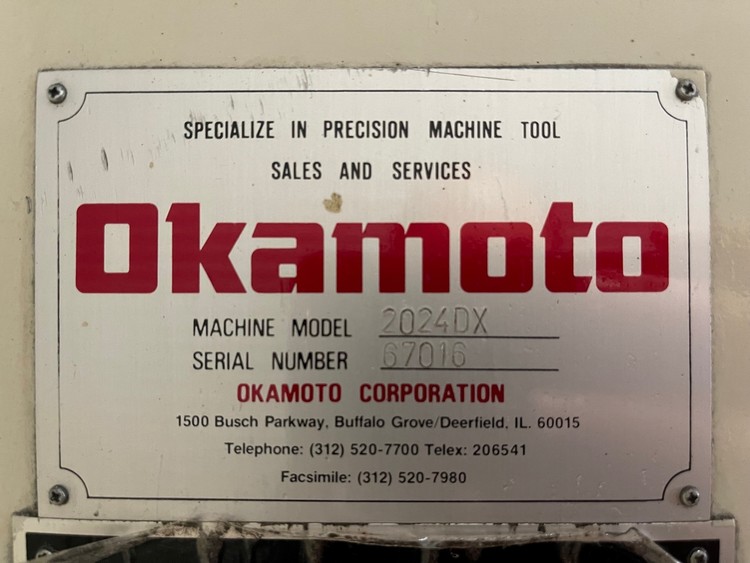 SPECIALIZE IN PRECISION MACHINE TOOL
SALES AND SERVICES
Okamoto
MACHINE MODEL 2024DX
SERIAL NUMBER 67016
OKAMOTO CORPORATION
1500 Busch Parkway, Buffalo Grove/Deerfield, IL. 60015
Telephone: (312) 520-7700 Telex: 206541
Facsimile: (312) 520-7980